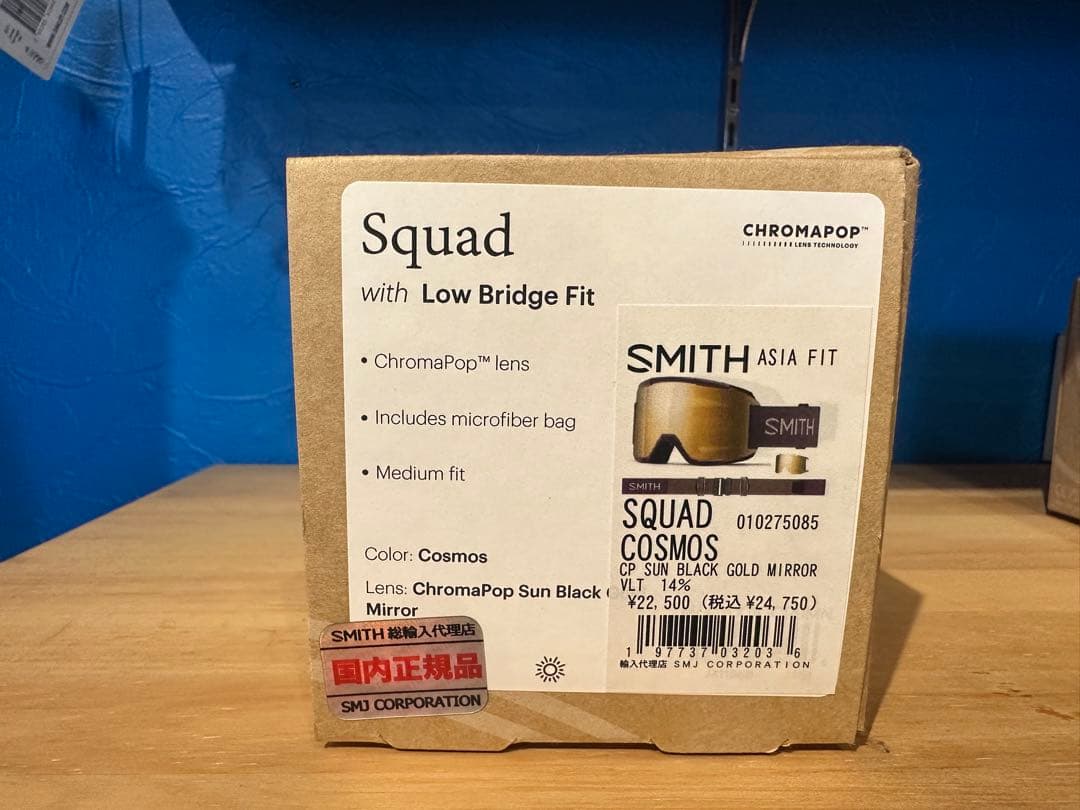 Squad
with Low Bridge Fit
CHROMAPOP™
LENS TECHNOLOGY
• ChromaPop™ lens
• Includes microfiber bag
• Medium fit
Color: Cosmos
Lens: ChromaPop Sun Black
Mirror
SMITH ASIA FIT
SMITH
SMITH
SQUAD 010275085
COSMOS
CP SUN BLACK GOLD MIRROR
VLT 14%
¥22,500 (税込¥24,750)
1 97737 03203 6
輸入代理店 SMJ CORPORATION
SMITH 総輸入代理店
国内正規品
SMJ CORPORATION